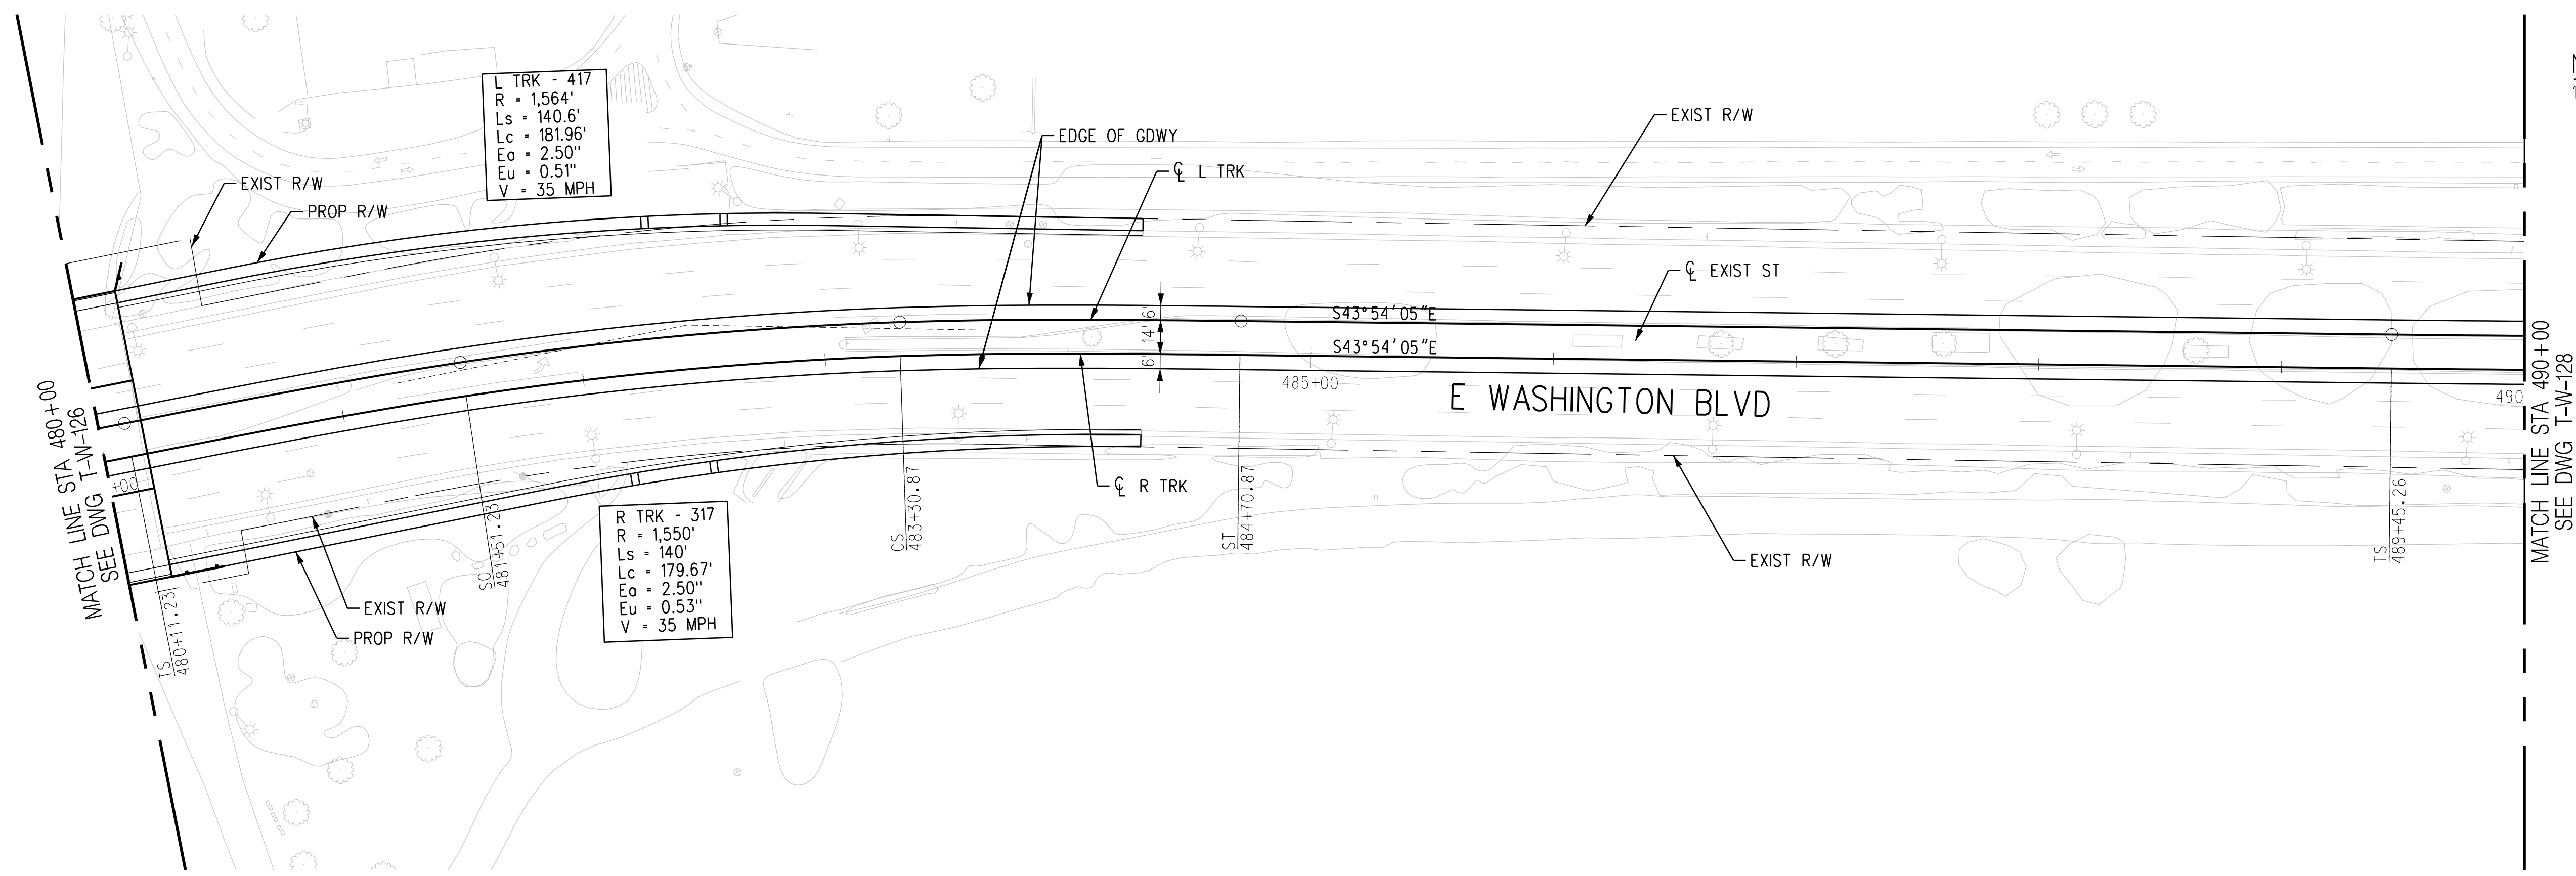 L TRK - 417
R = 1,564'
Ls = 140.6'
Lc = 181.96'
Ea = 2.50"
Eu = 0.51"
V = 35 MPH
EXIST R/W
PROP R/W
EDGE OF GDWY
℄ L TRK
EXIST R/W
℄ EXIST ST
6'
14'
6'
S43°54'05"E
S43°54'05"E
485+00
490
E WASHINGTON BLVD
MATCH LINE STA 480+00
SEE DWG T-W-126
+00
MATCH LINE STA 490+00
SEE DWG T-W-128
TS
480+11.23
SC
481+51.23
CS
483+30.87
ST
484+70.87
TS
489+45.26
℄ R TRK
R TRK - 317
R = 1,550'
Ls = 140'
Lc = 179.67'
Ea = 2.50"
Eu = 0.53"
V = 35 MPH
EXIST R/W
PROP R/W
EXIST R/W